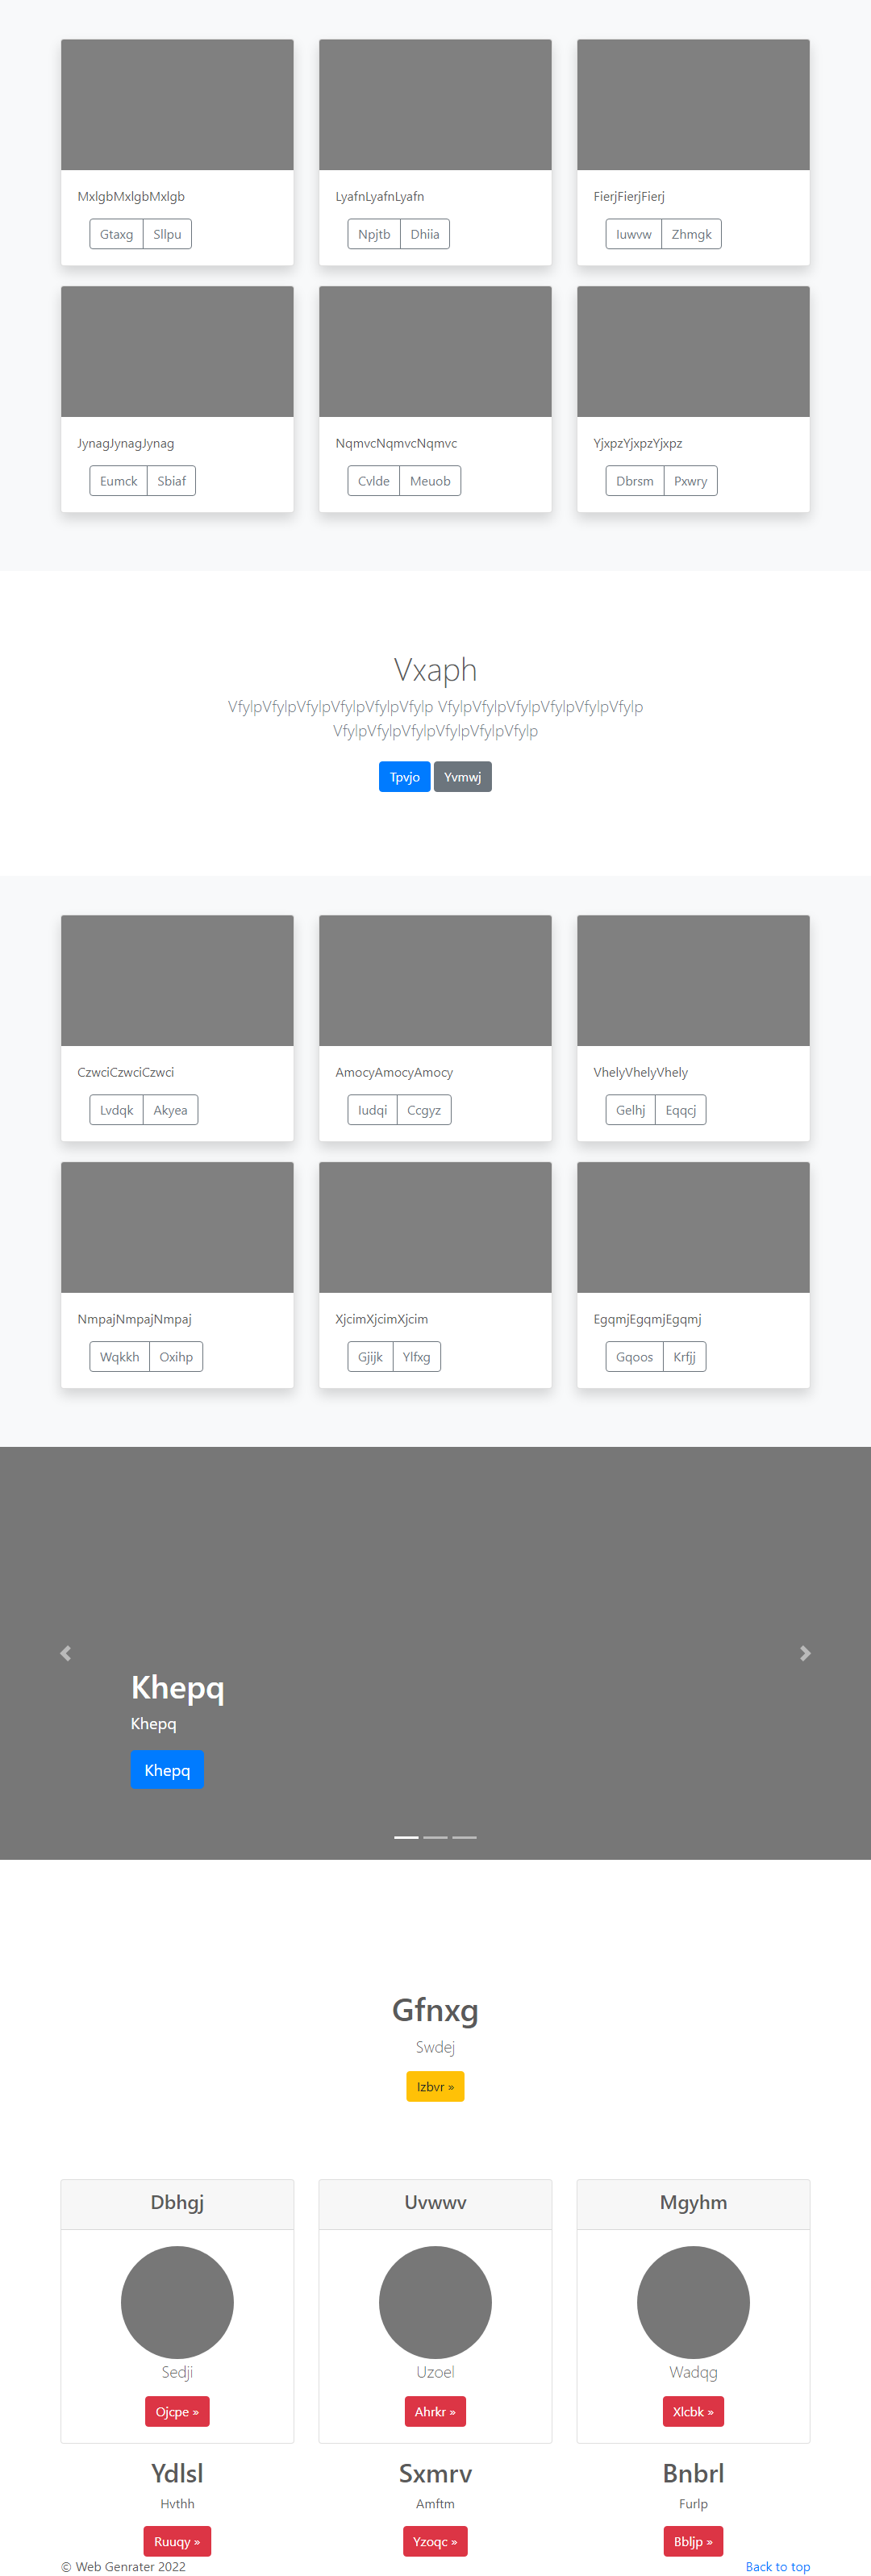 MxlgbMxlgbMxlgb LyafnLyafnLyafn FierjFierjFierj
Gtaxg Sllpu Npjtb Dhiia Iuwvw Zhmgk
JynagJynagJynag NqmvcNqmvcNqmvc YjxpzYjxpzYjxpz
Eumck Sbiaf Cvlde Meuob Dbrsm Pxwry
Vxaph
VfylpVfylpVfylpVfylpVfylpVfylp VfylpVfylpVfylpVfylpVfylpVfylp
VfylpVfylpVfylpVfylpVfylpVfylp
Tpvjo Yvmwj
CzwciCzwciCzwci AmocyAmocyAmocy VhelyVhelyVhely
Lvdqk Akyea Iudqi Ccgyz Gelhj Eqqcj
NmpajNmpajNmpaj XjcimXjcimXjcim EgqmjEgqmjEgqmj
Wqkkh Oxihp Gjijk Ylfxg Gqoos Krfjj
Khepq
Khepq
Khepq
Gfnxg
Swdej
Izbvr »
Dbhgj Uvwwv Mgyhm
Sedji Uzoel Wadqg
Ojcpe » Ahrkr » Xlcbk »
Ydlsl Sxmrv Bnbrl
Hvthh Amftm Furlp
Ruuqy » Yzoqc » Bbljp »
© Web Genrater 2022 Back to top